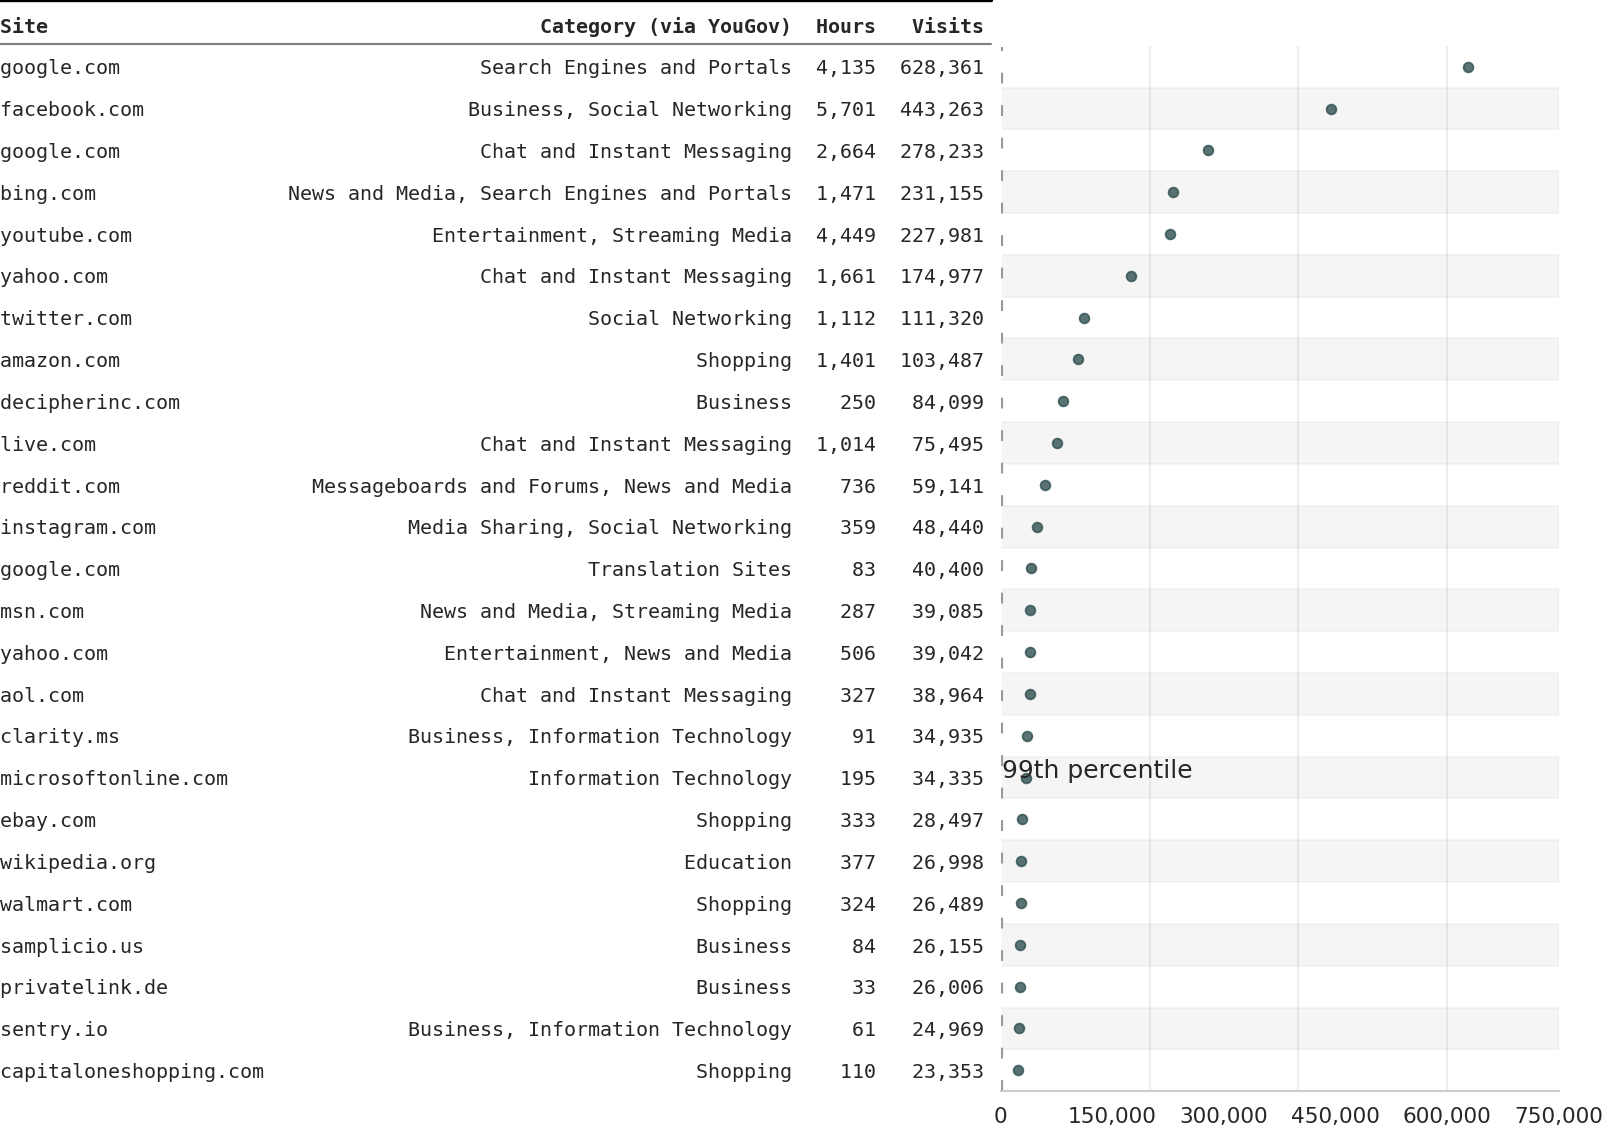 Site Category (via YouGov) Hours Visits
google.com Search Engines and Portals 4,135 628,361
facebook.com Business, Social Networking 5,701 443,263
google.com Chat and Instant Messaging 2,664 278,233
bing.com News and Media, Search Engines and Portals 1,471 231,155
youtube.com Entertainment, Streaming Media 4,449 227,981
yahoo.com Chat and Instant Messaging 1,661 174,977
twitter.com Social Networking 1,112 111,320
amazon.com Shopping 1,401 103,487
decipherinc.com Business 250 84,099
live.com Chat and Instant Messaging 1,014 75,495
reddit.com Messageboards and Forums, News and Media 736 59,141
instagram.com Media Sharing, Social Networking 359 48,440
google.com Translation Sites 83 40,400
msn.com News and Media, Streaming Media 287 39,085
yahoo.com Entertainment, News and Media 506 39,042
aol.com Chat and Instant Messaging 327 38,964
clarity.ms Business, Information Technology 91 34,935
microsoftonline.com Information Technology 195 34,335 99th percentile
ebay.com Shopping 333 28,497
wikipedia.org Education 377 26,998
walmart.com Shopping 324 26,489
samplicio.us Business 84 26,155
privatelink.de Business 33 26,006
sentry.io Business, Information Technology 61 24,969
capitaloneshopping.com Shopping 110 23,353
0 150,000 300,000 450,000 600,000 750,000